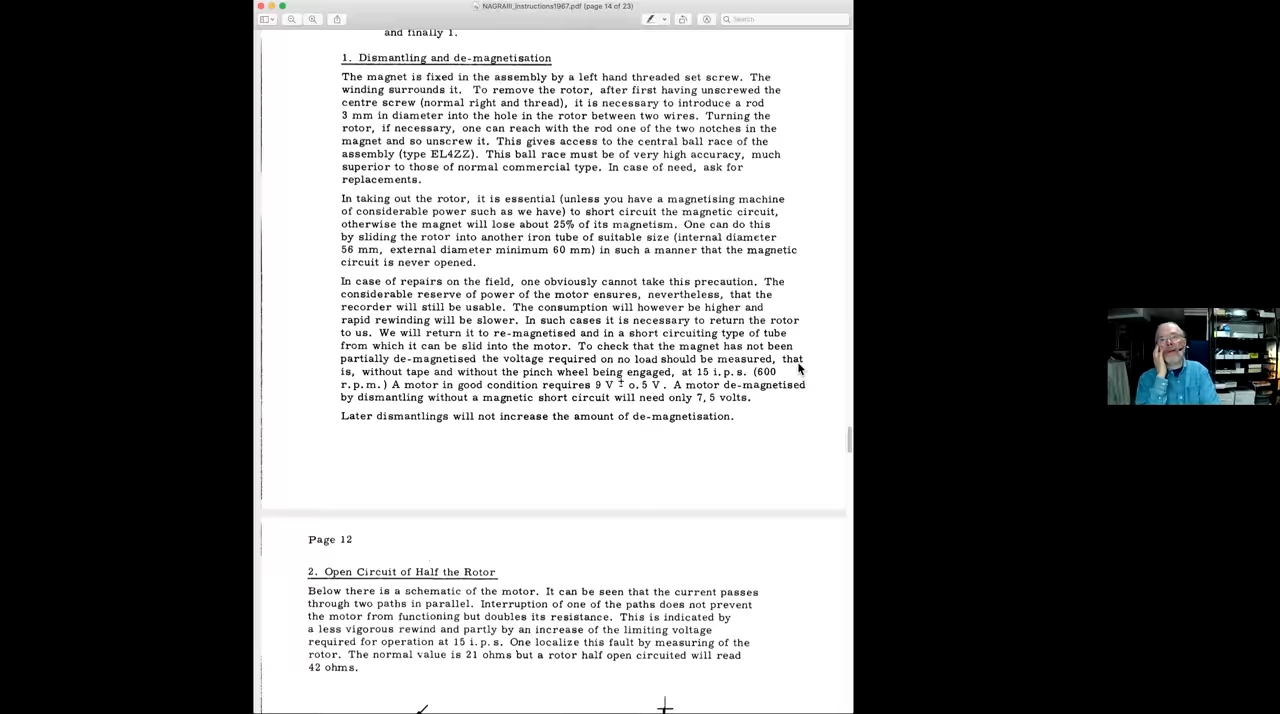 NAGRAIII_Instructions1967.pdf (page 14 of 23)
Search
and finally 1.
1. Dismantling and de-magnetisation
The magnet is fixed in the assembly by a left hand threaded set screw. The
winding surrounds it. To remove the rotor, after first having unscrewed the
centre screw (normal right and thread), it is necessary to introduce a rod
3 mm in diameter into the hole in the rotor between two wires. Turning the
rotor, if necessary, one can reach with the rod one of the two notches in the
magnet and so unscrew it. This gives access to the central ball race of the
assembly (type EL4ZZ). This ball race must be of very high accuracy, much
superior to those of normal commercial type. In case of need, ask for
replacements.
In taking out the rotor, it is essential (unless you have a magnetising machine
of considerable power such as we have) to short circuit the magnetic circuit,
otherwise the magnet will lose about 25% of its magnetism. One can do this
by sliding the rotor into another iron tube of suitable size (internal diameter
56 mm, external diameter minimum 60 mm) in such a manner that the magnetic
circuit is never opened.
In case of repairs on the field, one obviously cannot take this precaution. The
considerable reserve of power of the motor ensures, nevertheless, that the
recorder will still be usable. The consumption will however be higher and
rapid rewinding will be slower. In such cases it is necessary to return the rotor
to us. We will return it to re-magnetised and in a short circuiting type of tube
from which it can be slid into the motor. To check that the magnet has not been
partially de-magnetised the voltage required on no load should be measured, that
is, without tape and without the pinch wheel being engaged, at 15 i.p.s. (600
r.p.m.) A motor in good condition requires 9 V ± o.5 V. A motor de-magnetised
by dismantling without a magnetic short circuit will need only 7,5 volts.
Later dismantlings will not increase the amount of de-magnetisation.
Page 12
2. Open Circuit of Half the Rotor
Below there is a schematic of the motor. It can be seen that the current passes
through two paths in parallel. Interruption of one of the paths does not prevent
the motor from functioning but doubles its resistance. This is indicated by
a less vigorous rewind and partly by an increase of the limiting voltage
required for operation at 15 i.p.s. One localize this fault by measuring of the
rotor. The normal value is 21 ohms but a rotor half open circuited will read
42 ohms.